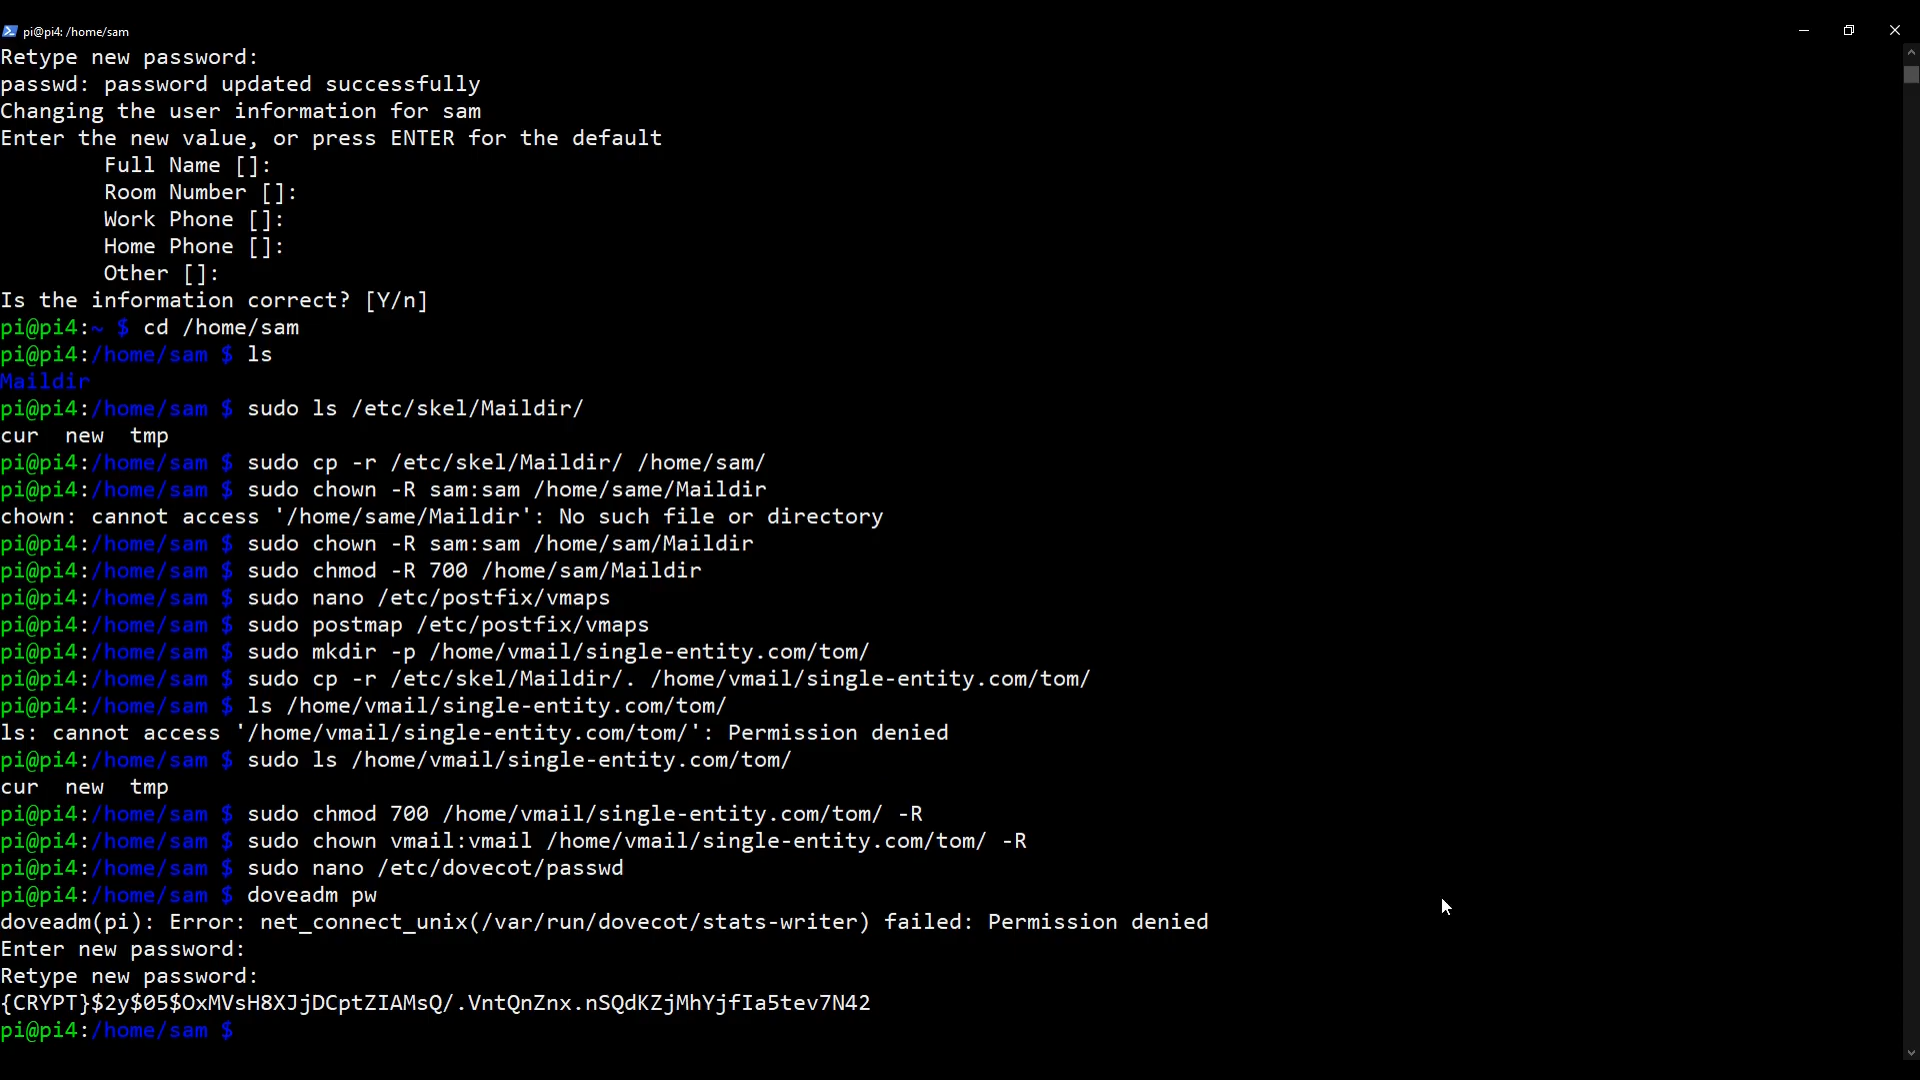 pi@pi4: /home/sam
Retype new password:
passwd: password updated successfully
Changing the user information for sam
Enter the new value, or press ENTER for the default
Full Name []:
Room Number []:
Work Phone []:
Home Phone []:
Other []:
Is the information correct? [Y/n]
pi@pi4:~ $ cd /home/sam
pi@pi4:/home/sam $ ls
Maildir
pi@pi4:/home/sam $ sudo ls /etc/skel/Maildir/
cur  new  tmp
pi@pi4:/home/sam $ sudo cp -r /etc/skel/Maildir/ /home/sam/
pi@pi4:/home/sam $ sudo chown -R sam:sam /home/same/Maildir
chown: cannot access '/home/same/Maildir': No such file or directory
pi@pi4:/home/sam $ sudo chown -R sam:sam /home/sam/Maildir
pi@pi4:/home/sam $ sudo chmod -R 700 /home/sam/Maildir
pi@pi4:/home/sam $ sudo nano /etc/postfix/vmaps
pi@pi4:/home/sam $ sudo postmap /etc/postfix/vmaps
pi@pi4:/home/sam $ sudo mkdir -p /home/vmail/single-entity.com/tom/
pi@pi4:/home/sam $ sudo cp -r /etc/skel/Maildir/. /home/vmail/single-entity.com/tom/
pi@pi4:/home/sam $ ls /home/vmail/single-entity.com/tom/
ls: cannot access '/home/vmail/single-entity.com/tom/': Permission denied
pi@pi4:/home/sam $ sudo ls /home/vmail/single-entity.com/tom/
cur  new  tmp
pi@pi4:/home/sam $ sudo chmod 700 /home/vmail/single-entity.com/tom/ -R
pi@pi4:/home/sam $ sudo chown vmail:vmail /home/vmail/single-entity.com/tom/ -R
pi@pi4:/home/sam $ sudo nano /etc/dovecot/passwd
pi@pi4:/home/sam $ doveadm pw
doveadm(pi): Error: net_connect_unix(/var/run/dovecot/stats-writer) failed: Permission denied
Enter new password:
Retype new password:
{CRYPT}$2y$05$OxMVsH8XJjDCptZIAMsQ/.VntQnZnx.nSQdKZjMhYjfIa5tev7N42
pi@pi4:/home/sam $